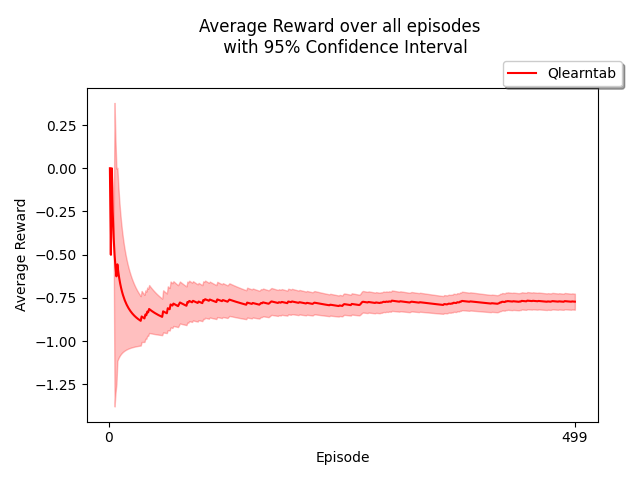 Average Reward over all episodes
with 95% Confidence Interval
Qlearntab
0.25
0.00
−0.25
−0.50
−0.75
−1.00
−1.25
Average Reward
0 499
Episode